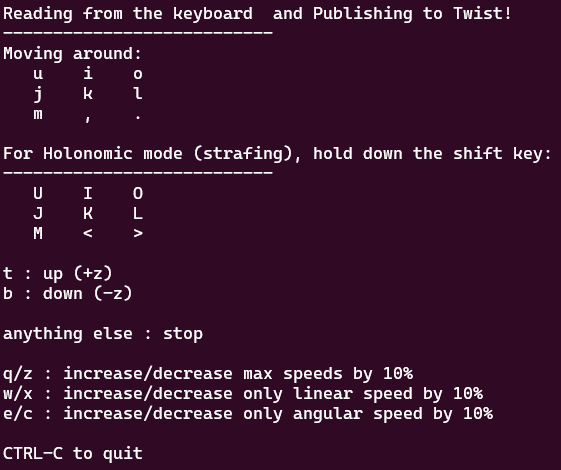 Reading from the keyboard  and Publishing to Twist!
---------------------------
Moving around:
   u    i    o
   j    k    l
   m    ,    .

For Holonomic mode (strafing), hold down the shift key:
---------------------------
   U    I    O
   J    K    L
   M    <    >

t : up (+z)
b : down (-z)

anything else : stop

q/z : increase/decrease max speeds by 10%
w/x : increase/decrease only linear speed by 10%
e/c : increase/decrease only angular speed by 10%

CTRL-C to quit